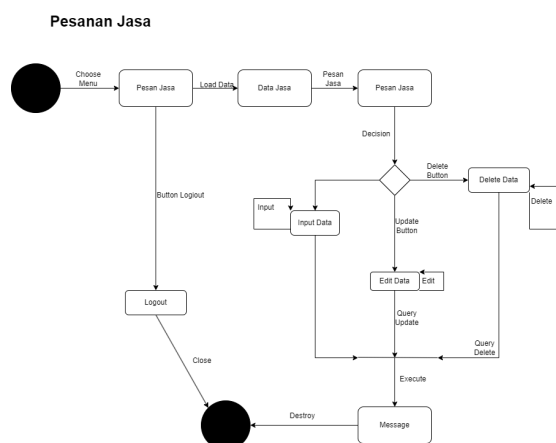 Pesanan Jasa
Choose
Menu
Pesan Jasa
Load Data
Data Jasa
Pesan
Jasa
Pesan Jasa
Decision
Delete
Button
Delete Data
Delete
Button Logiout
Input
Input Data
Update
Button
Edit Data
Edit
Logout
Query
Update
Query
Delete
Close
Execute
Destroy
Message